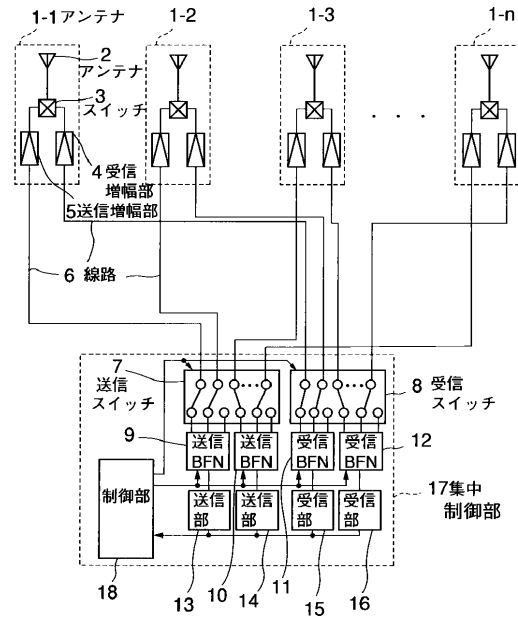 1-1アンテナ
1-2
1-3
1-n
2
アンテナ
3
スイッチ
4 受信
増幅部
5送信増幅部
6 線路
7
送信
スイッチ
8 受信
スイッチ
9
送信
BFN
送信
BFN
受信
BFN
受信
BFN
12
制御部
送信
部
送信
部
受信
部
受信
部
17集中
制御部
18
13
10
14
11
15
16